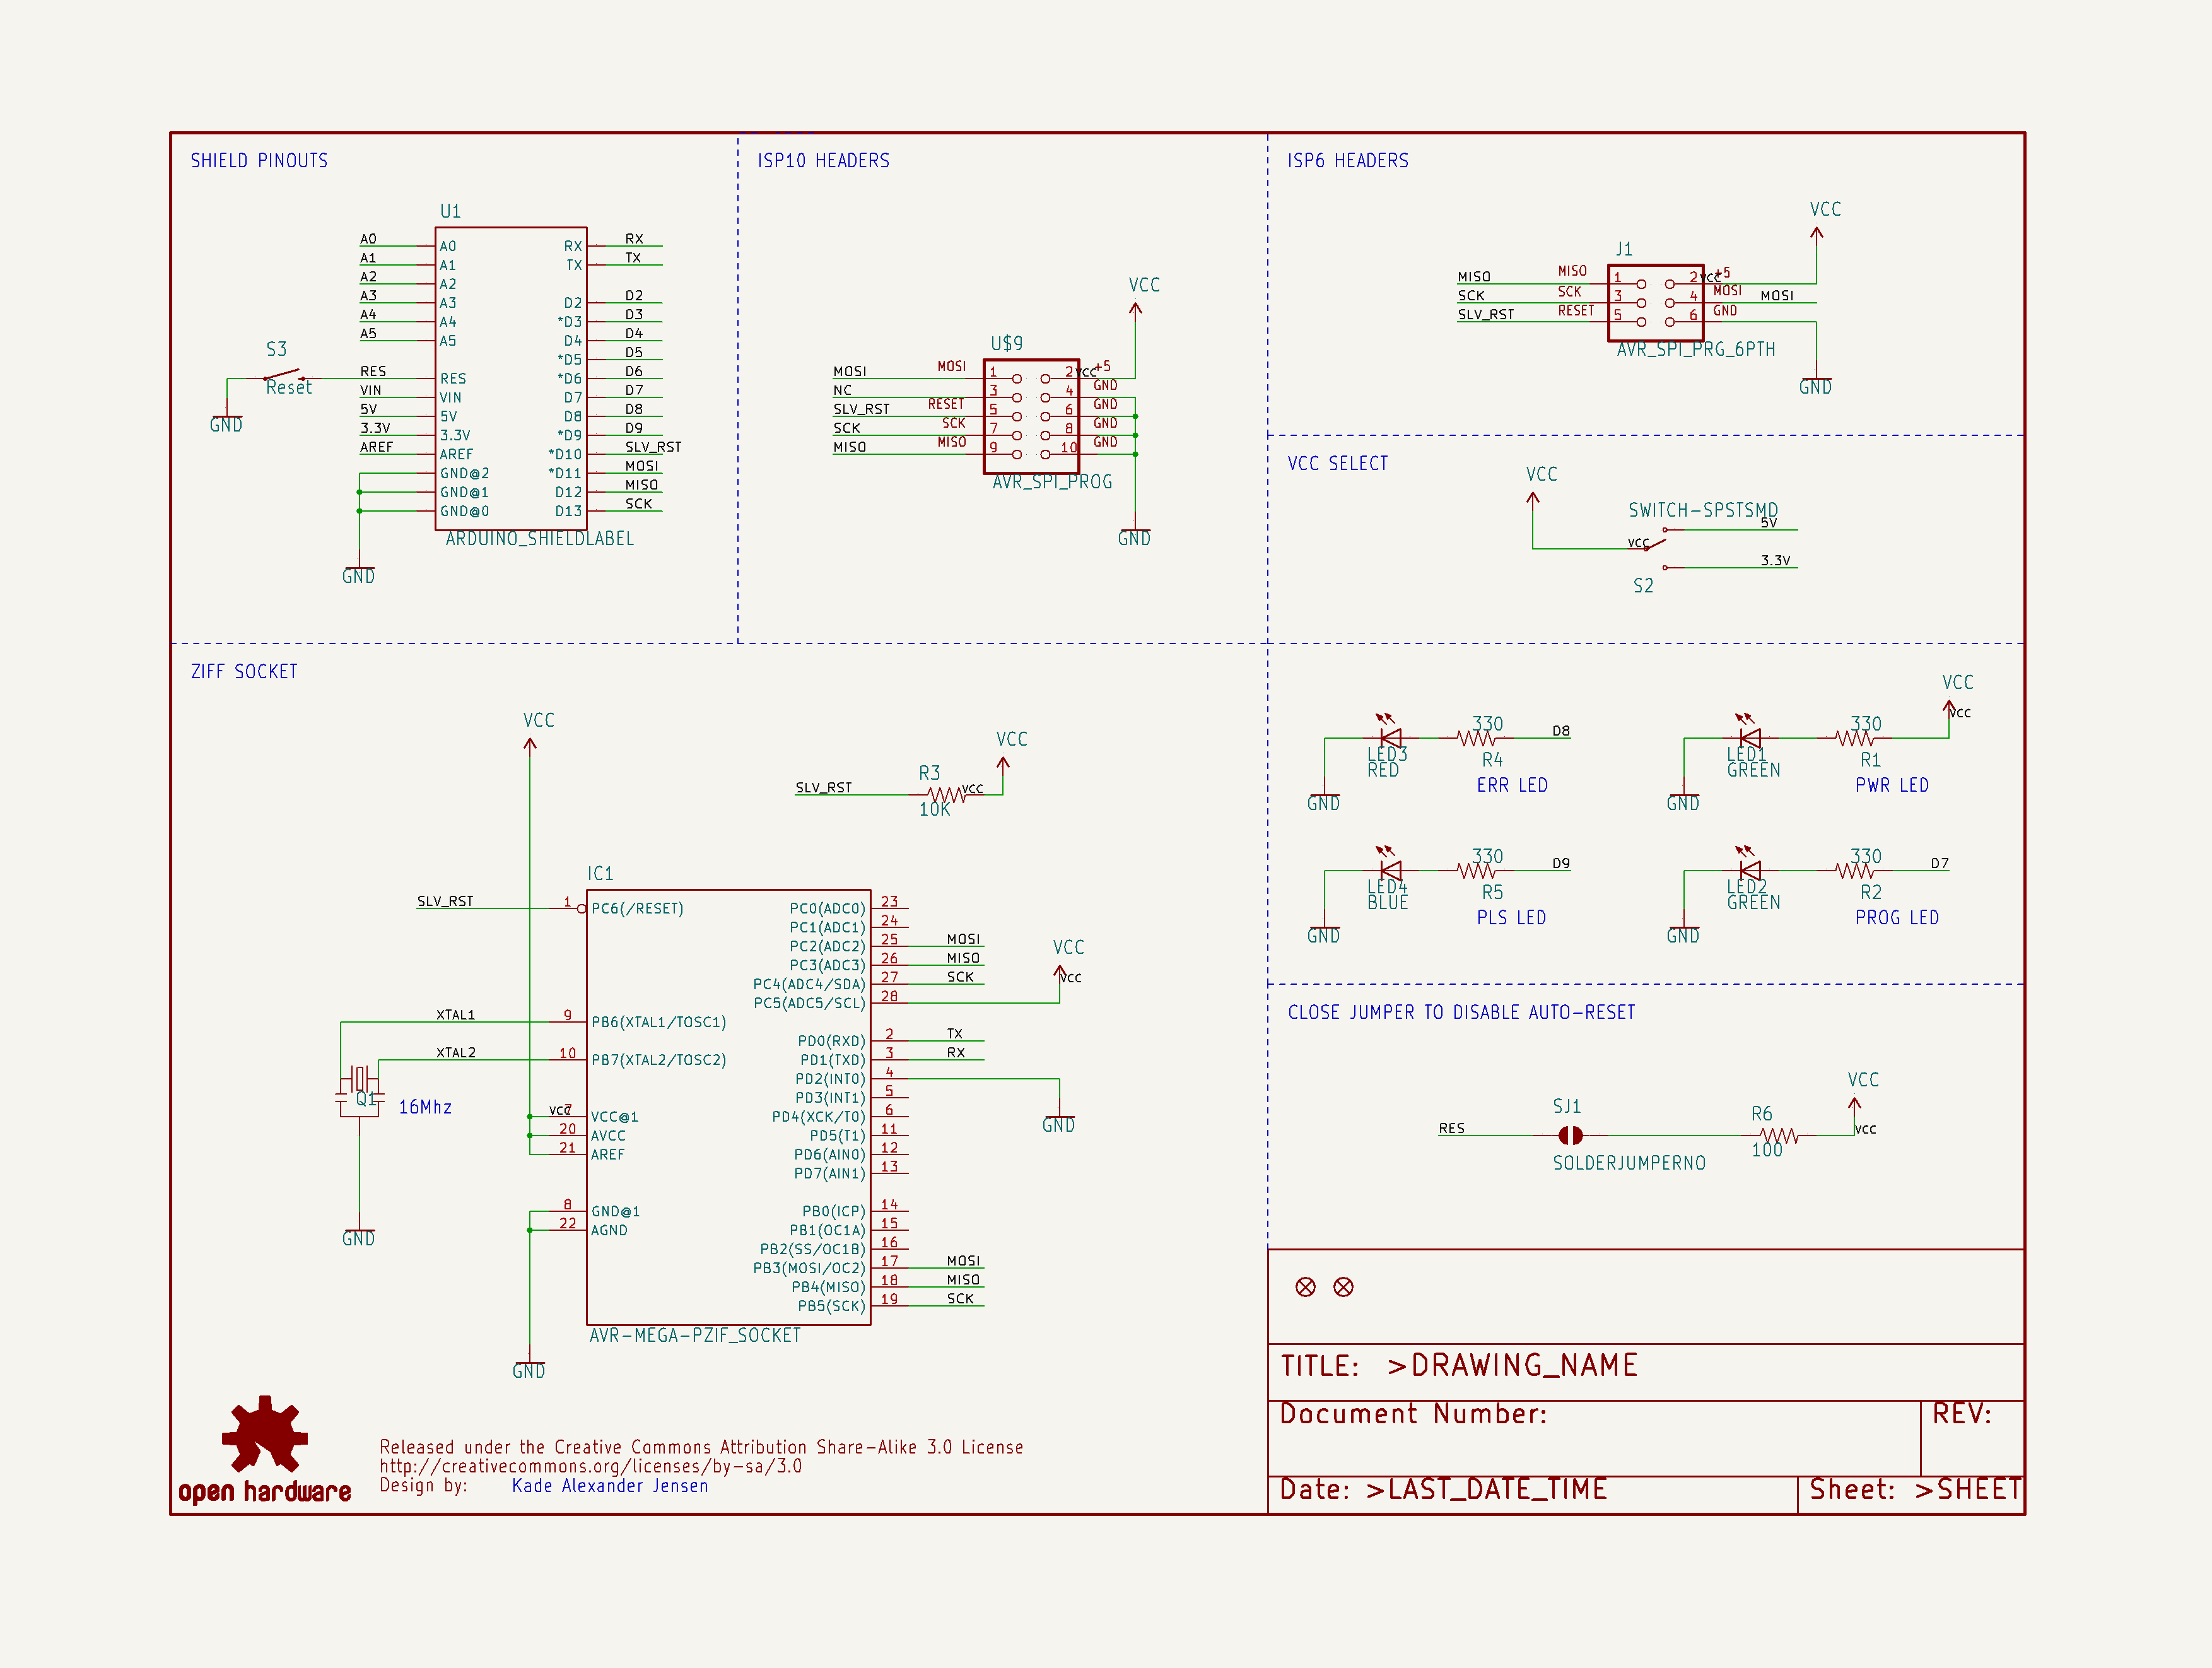 SHIELD PINOUTS
U1
A0 A0 RX RX
A1 A1 TX TX
A2 A2
A3 A3 D2 D2
A4 A4 *D3 D3
A5 A5 D4 D4
*D5 D5
S3
Reset
GND
RES RES *D6 D6
VIN VIN D7 D7
5V 5V D8 D8
3.3V 3.3V *D9 D9
AREF AREF *D10 SLV_RST
GND@2 *D11 MOSI
GND@1 D12 MISO
GND@0 D13 SCK
ARDUINO_SHIELDLABEL
GND
ISP10 HEADERS
VCC
U$9
MOSI MOSI 1 2 VCC +5
NC 3 4 GND
SLV_RST RESET 5 6 GND
SCK SCK 7 8 GND
MISO MISO 9 10 GND
AVR_SPI_PROG
GND
ISP6 HEADERS
VCC
J1
MISO MISO 1 2 VCC +5
SCK SCK 3 4 MOSI MOSI
SLV_RST RESET 5 6 GND
AVR_SPI_PRG_6PTH
GND
VCC SELECT
VCC
SWITCH-SPSTSMD
5V
VCC
3.3V
S2
ZIFF SOCKET
VCC
VCC
R3
SLV_RST VCC
10K
IC1
SLV_RST 1 PC6(/RESET) PC0(ADC0) 23
PC1(ADC1) 24
PC2(ADC2) 25 MOSI
PC3(ADC3) 26 MISO
PC4(ADC4/SDA) 27 SCK
PC5(ADC5/SCL) 28
VCC
VCC
XTAL1 9 PB6(XTAL1/TOSC1)
PD0(RXD) 2 TX
XTAL2 10 PB7(XTAL2/TOSC2) PD1(TXD) 3 RX
PD2(INT0) 4
PD3(INT1) 5
Q1 16Mhz
VCC 7 VCC@1 PD4(XCK/T0) 6
GND
20 AVCC PD5(T1) 11
21 AREF PD6(AIN0) 12
PD7(AIN1) 13
8 GND@1 PB0(ICP) 14
22 AGND PB1(OC1A) 15
GND
PB2(SS/OC1B) 16
PB3(MOSI/OC2) 17 MOSI
PB4(MISO) 18 MISO
PB5(SCK) 19 SCK
AVR-MEGA-PZIF_SOCKET
GND
330 D8
LED3
RED
R4
ERR LED
GND
VCC
VCC
330
LED1
GREEN
R1
PWR LED
GND
330 D9
LED4
BLUE
R5
PLS LED
GND
330 D7
LED2
GREEN
R2
PROG LED
GND
CLOSE JUMPER TO DISABLE AUTO-RESET
VCC
SJ1 R6
RES VCC
100
SOLDERJUMPERNO
open hardware
Released under the Creative Commons Attribution Share-Alike 3.0 License
http://creativecommons.org/licenses/by-sa/3.0
Design by: Kade Alexander Jensen
TITLE: >DRAWING_NAME
Document Number: REV:
Date: >LAST_DATE_TIME Sheet: >SHEET